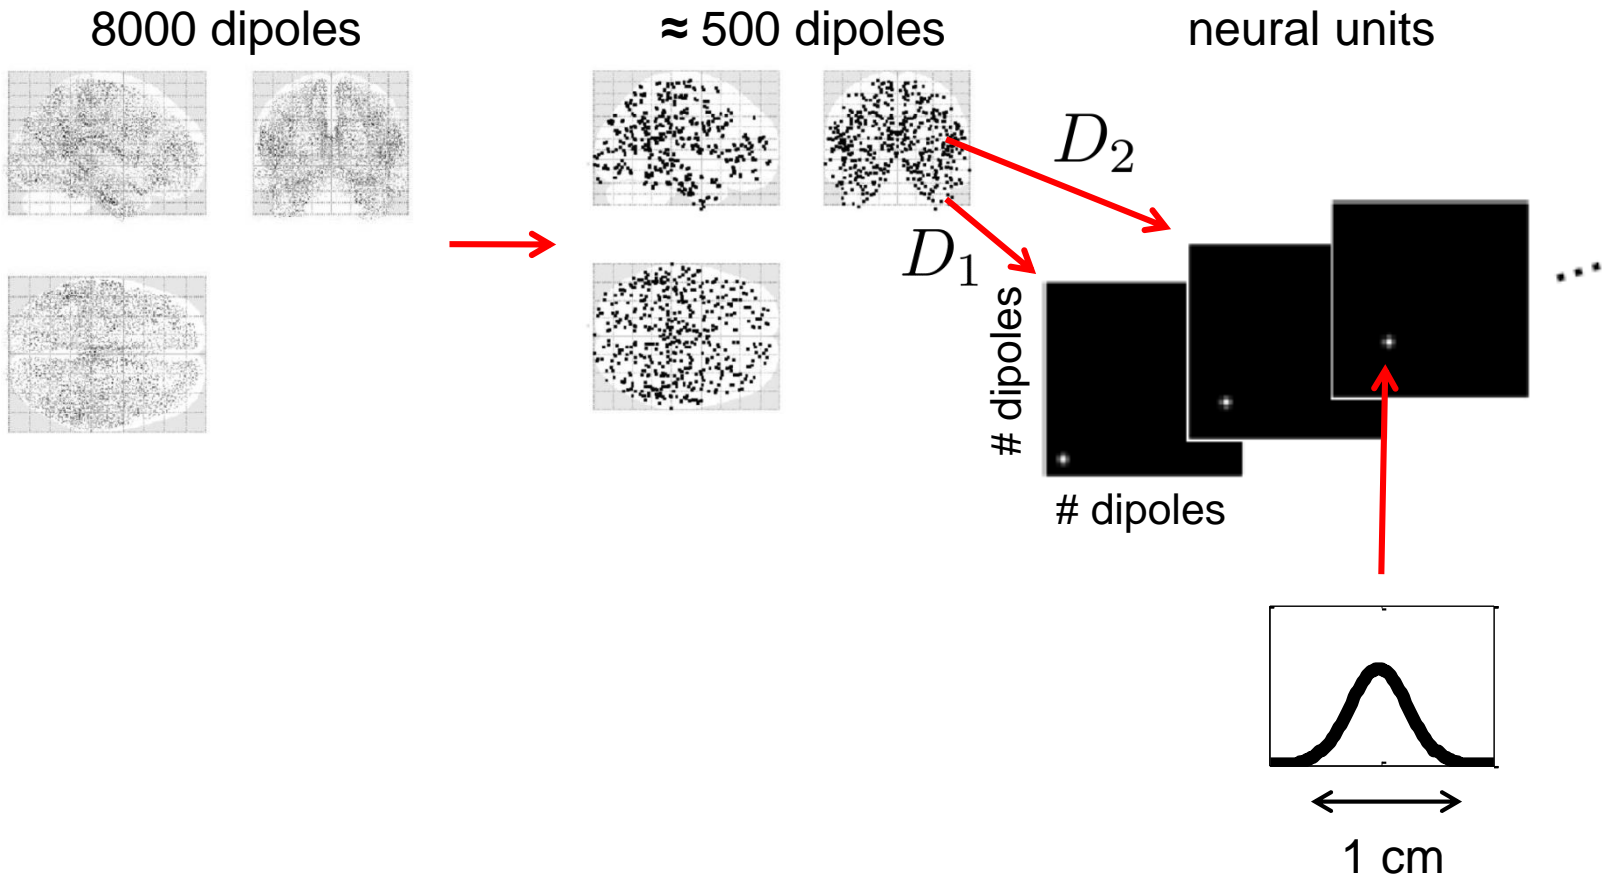 8000 dipoles
≈ 500 dipoles
neural units
D₂
D₁
# dipoles
# dipoles
1 cm